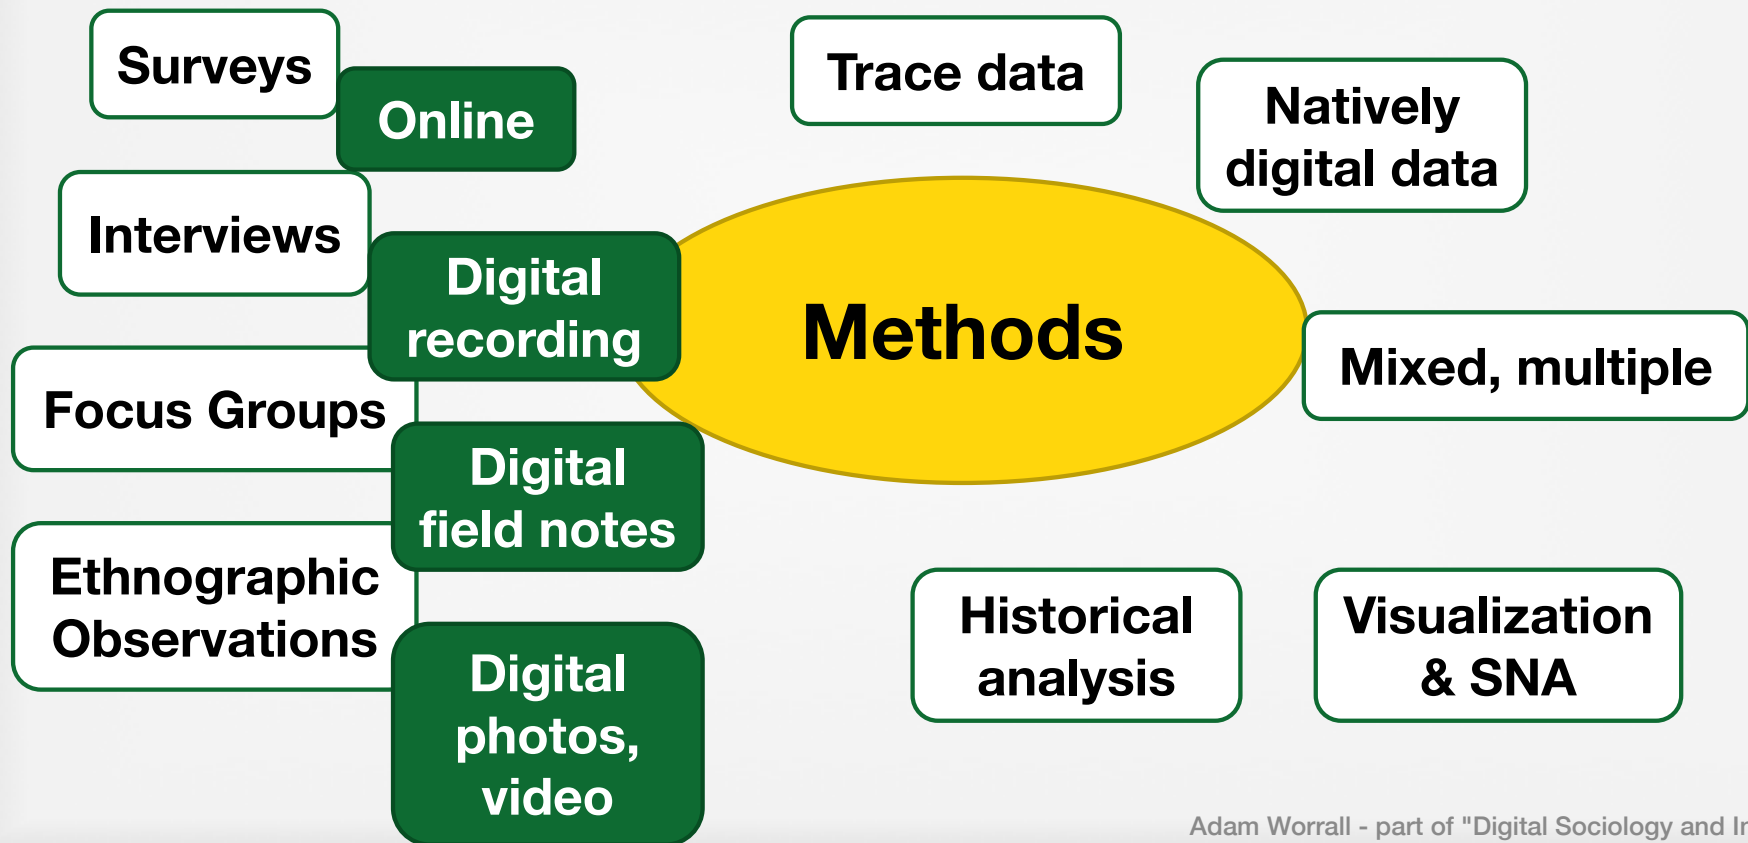 Surveys
Online
Interviews
Digital
recording
Focus Groups
Digital
field notes
Ethnographic
Observations
Digital
photos,
video
Trace data
Natively
digital data
Methods
Mixed, multiple
Historical
analysis
Visualization
& SNA
Adam Worrall - part of "Digital Sociology and In